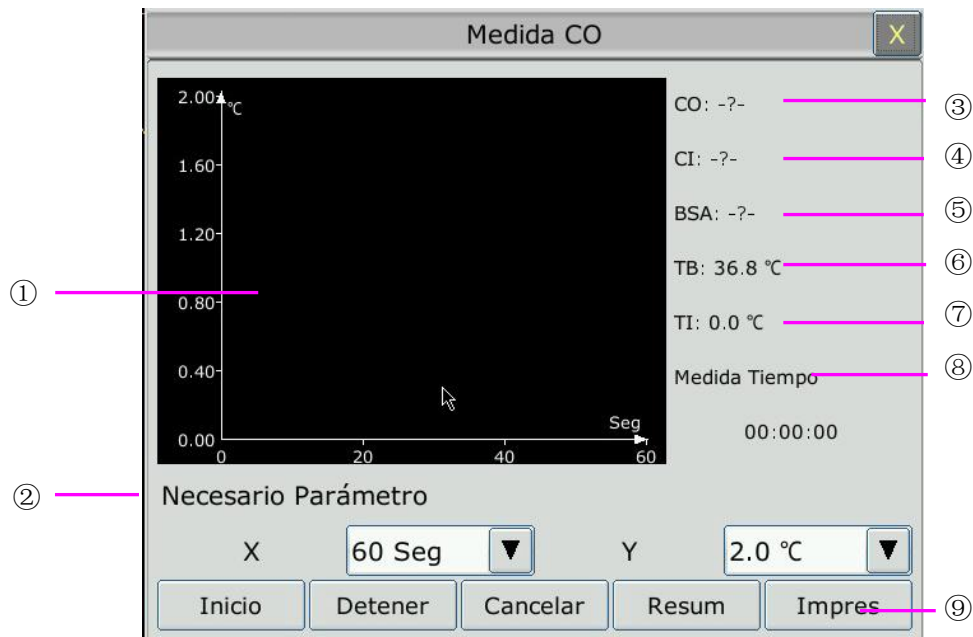 Medida CO X
2.00 °C
1.60
1.20
0.80
0.40
0.00
0 20 40 60
Seg
CO: -?- ③
CI: -?- ④
BSA: -?- ⑤
TB: 36.8 °C ⑥
TI: 0.0 °C ⑦
Medida Tiempo ⑧
00:00:00
①
② Necesario Parámetro
X 60 Seg Y 2.0 °C
Inicio Detener Cancelar Resum Impres ⑨